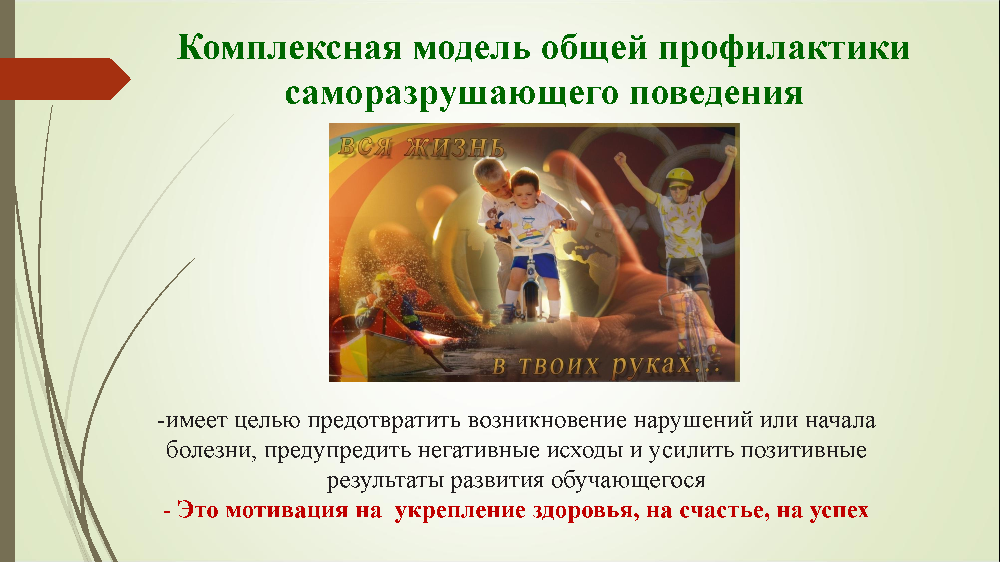 Комплексная модель общей профилактики
саморазрушающего поведения
вся жизнь
в твоих руках...
-имеет целью предотвратить возникновение нарушений или начала
болезни, предупредить негативные исходы и усилить позитивные
результаты развития обучающегося
- Это мотивация на  укрепление здоровья, на счастье, на успех